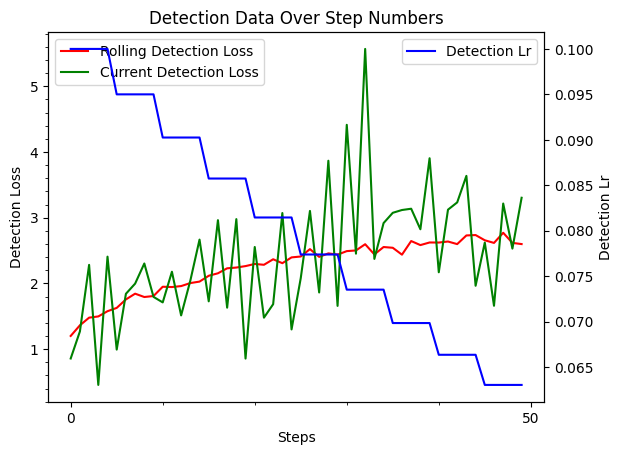 Detection Data Over Step Numbers
Rolling Detection Loss
Current Detection Loss
Detection Lr
5
4
3
2
1
Detection Loss
0.100
0.095
0.090
0.085
0.080
0.075
0.070
0.065
Detection Lr
0
50
Steps